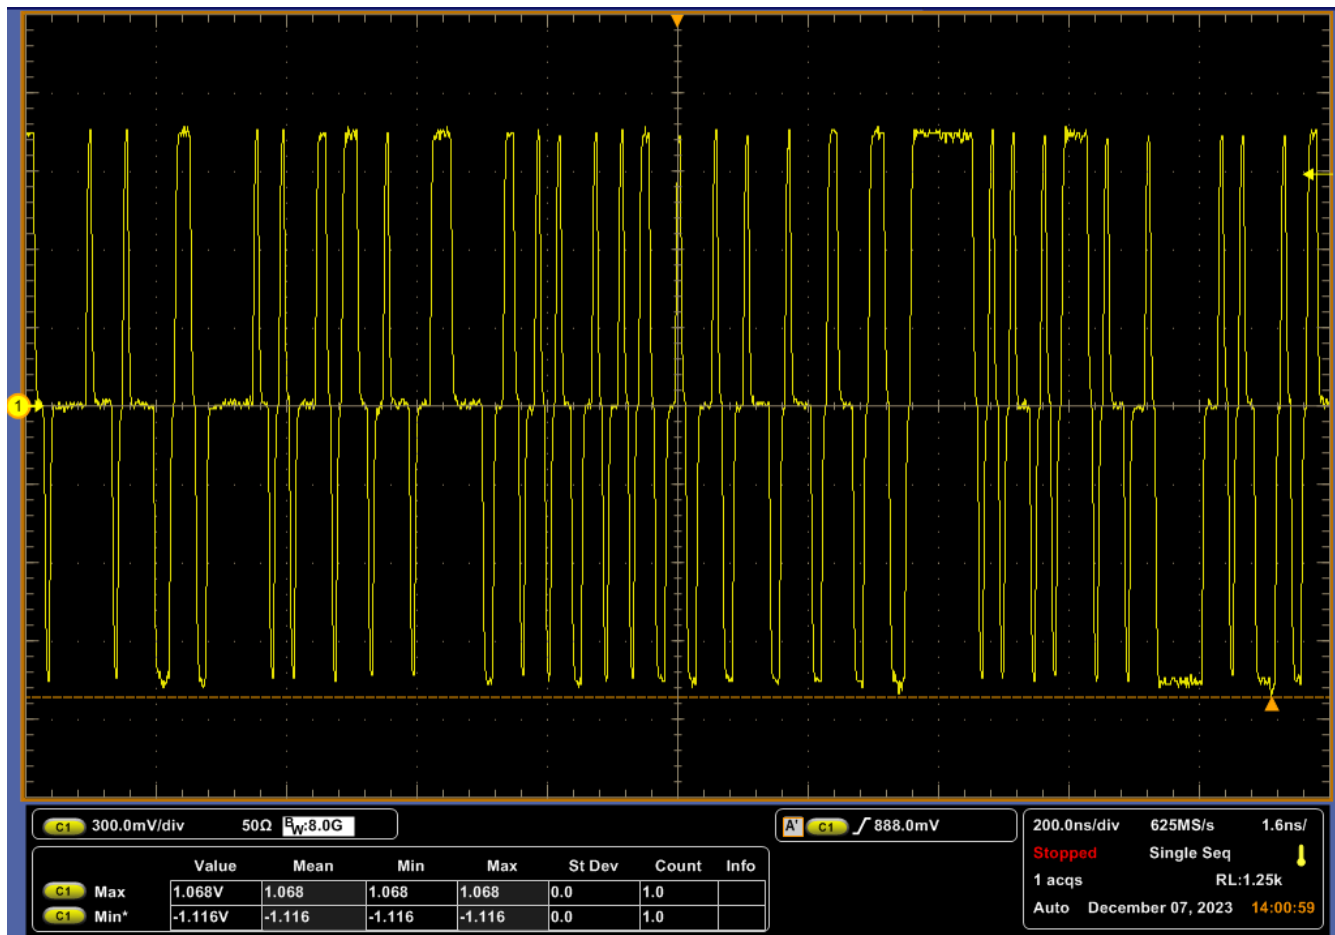 1
C1 300.0mV/div 50Ω BW:8.0G
A' C1 888.0mV
200.0ns/div 625MS/s 1.6ns/
Stopped Single Seq
1 acqs RL:1.25k
Auto December 07, 2023 14:00:59
Value Mean Min Max St Dev Count Info
C1 Max 1.068V 1.068 1.068 1.068 0.0 1.0
C1 Min* -1.116V -1.116 -1.116 -1.116 0.0 1.0